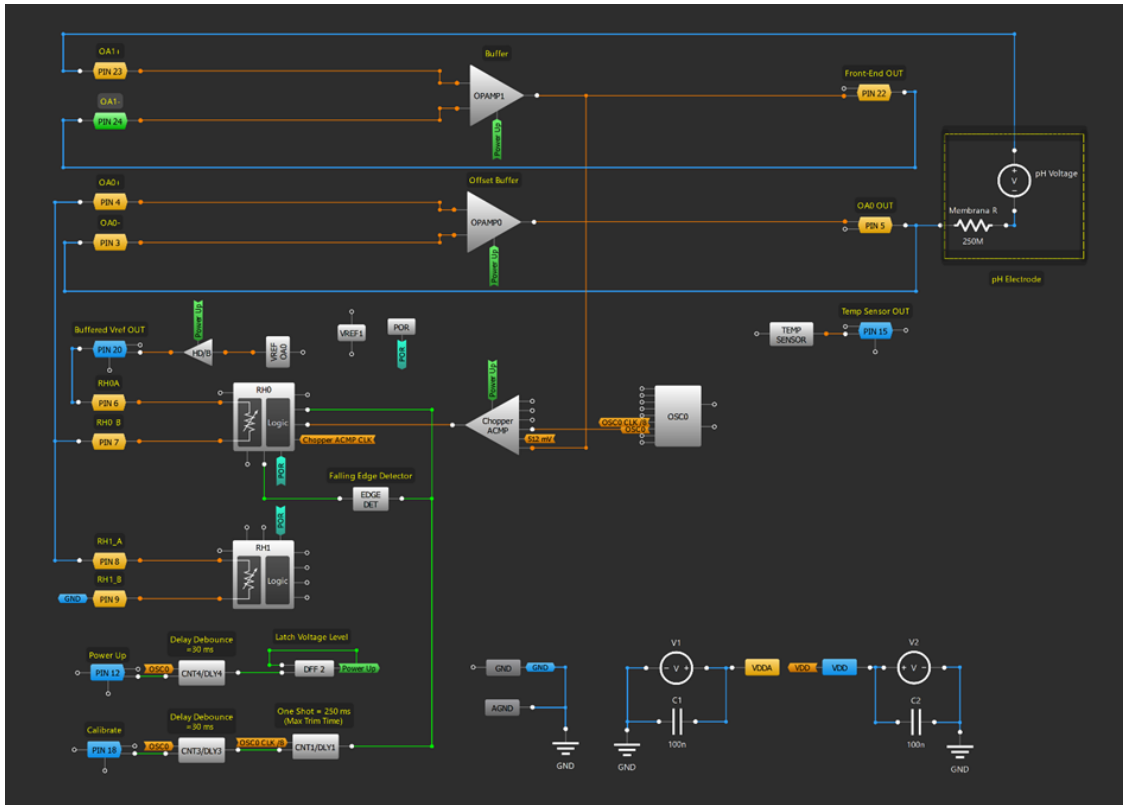 OA1+
PIN 23
OA1-
PIN 24
Buffer
OPAMP1
Power Up
Front-End OUT
PIN 22
OA0+
PIN 4
OA0-
PIN 3
Offset Buffer
OPAMP0
Power Up
OA0 OUT
PIN 5
+
V
-
pH Voltage
Membrana R
250M
pH Electrode
Buffered Vref OUT
PIN 20
Power Up
HD/B
VREF
OA0
VREF1
POR
POR
TEMP
SENSOR
Temp Sensor OUT
PIN 15
RH0A
PIN 6
RH0_B
PIN 7
RH0
Logic
Chopper ACMP CLK
POR
Power Up
Chopper
ACMP
512 mV
OSC0 CLK /8
OSC0
OSC0
Falling Edge Detector
EDGE
DET
POR
RH1_A
PIN 8
RH1_B
GND
PIN 9
RH1
Logic
Power Up
PIN 12
Delay Debounce
=30 ms
OSC0
CNT4/DLY4
Latch Voltage Level
DFF 2
Power Up
Calibrate
PIN 18
Delay Debounce
=30 ms
OSC0
CNT3/DLY3
One Shot = 250 ms
(Max Trim Time)
OSC0 CLK /8
CNT1/DLY1
GND
GND
AGND
GND
V1
- V +
C1
100n
GND
VDDA
VDD
VDD
V2
+ V -
C2
100n
GND